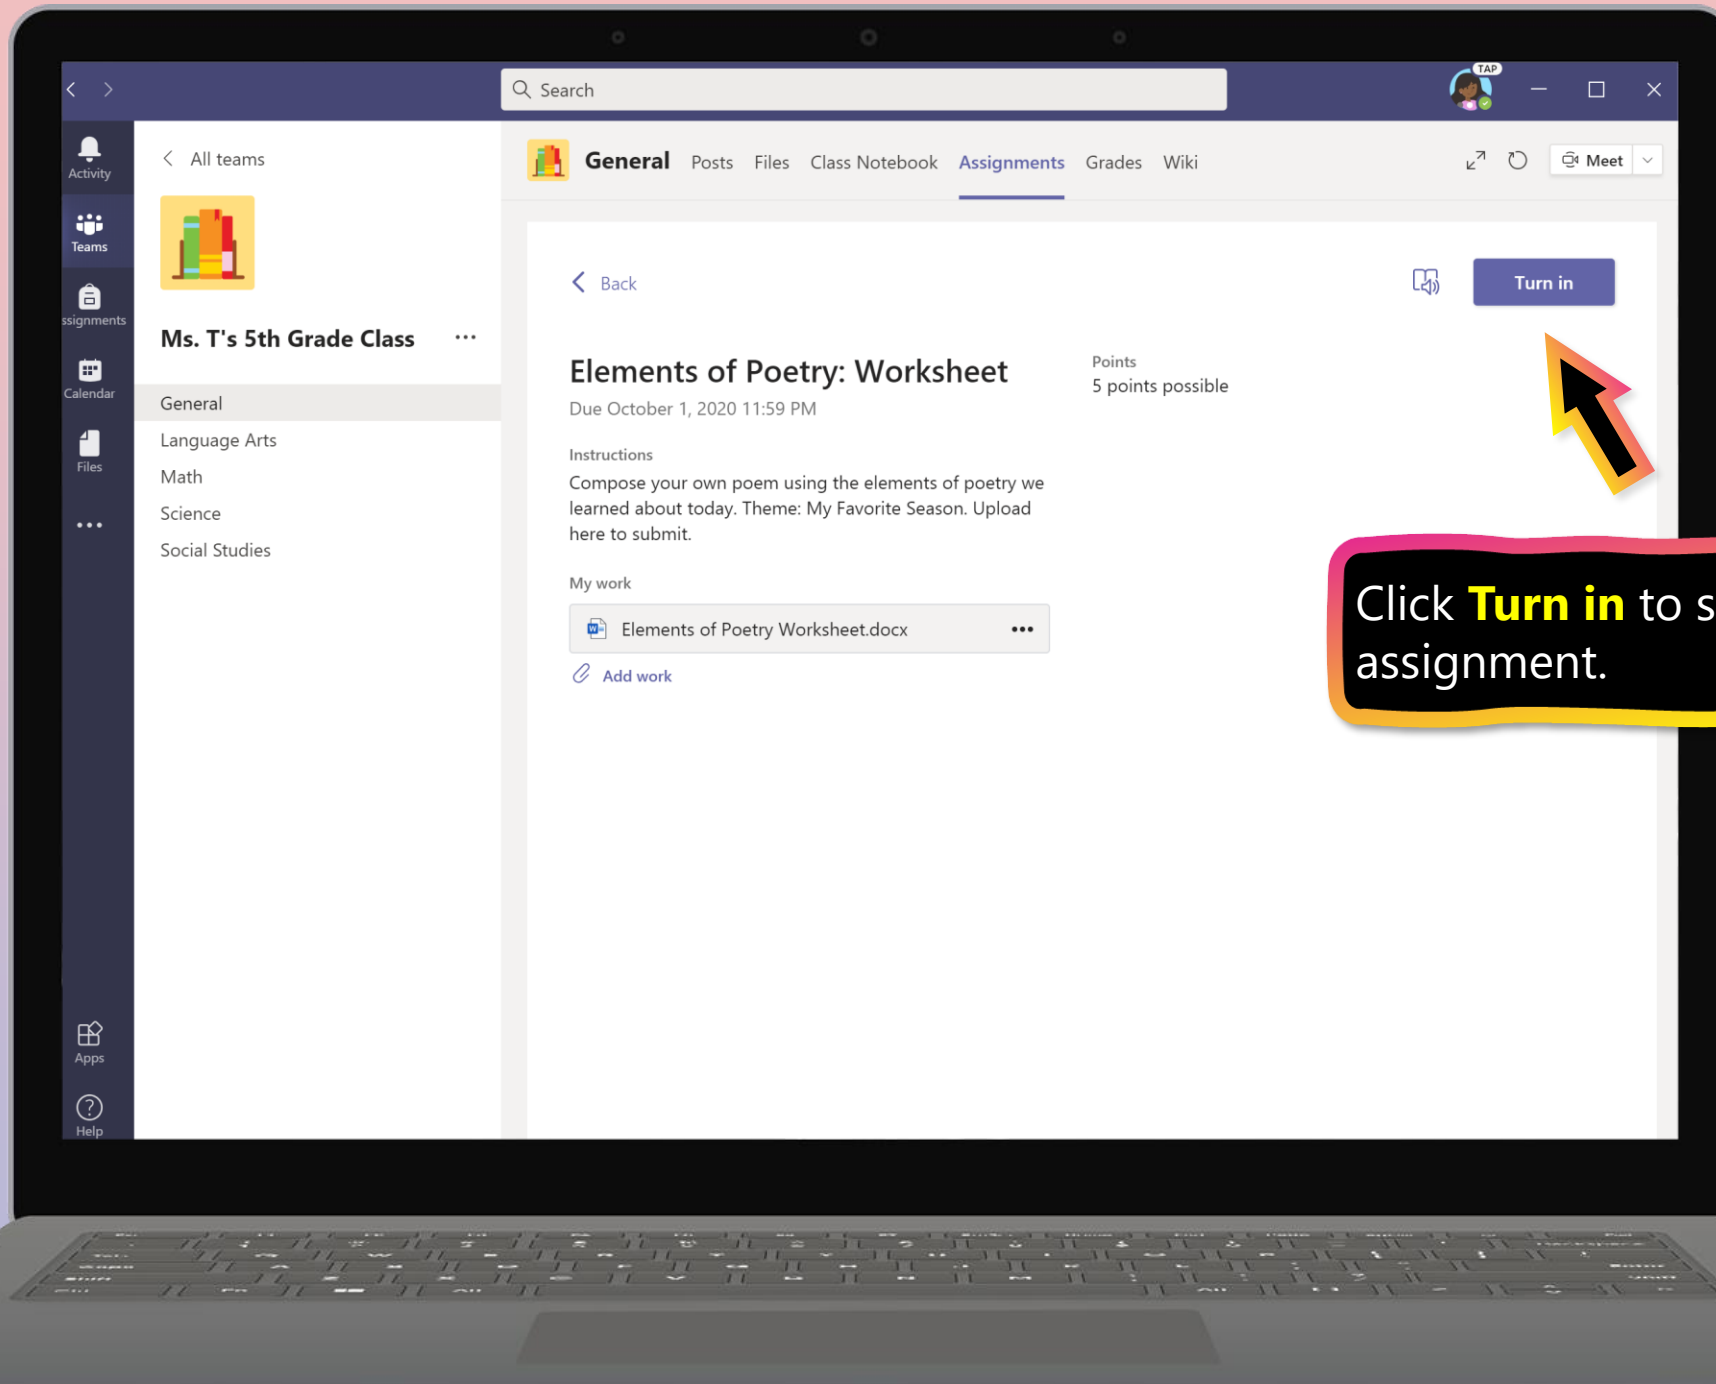 Search
TAP
Activity
Teams
ssignments
Calendar
Files
Apps
Help
All teams
Ms. T's 5th Grade Class
General
Language Arts
Math
Science
Social Studies
General Posts Files Class Notebook Assignments Grades Wiki
Meet
Back
Turn in
Elements of Poetry: Worksheet
Due October 1, 2020 11:59 PM
Points
5 points possible
Instructions
Compose your own poem using the elements of poetry we
learned about today. Theme: My Favorite Season. Upload
here to submit.
My work
Elements of Poetry Worksheet.docx
Add work
Click Turn in to s
assignment.